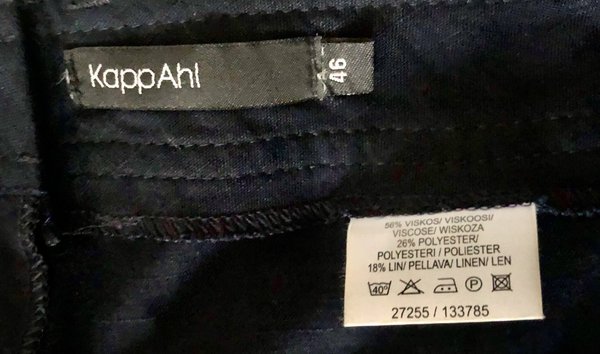 KappAhl
46
56% VISKOS/ VISKOOSI/
VISCOSE/ WISKOZA
26% POLYESTER/
POLYESTERI / POLIESTER
18% LIN/ PELLAVA/ LINEN/ LEN
40° P
27255 / 133785